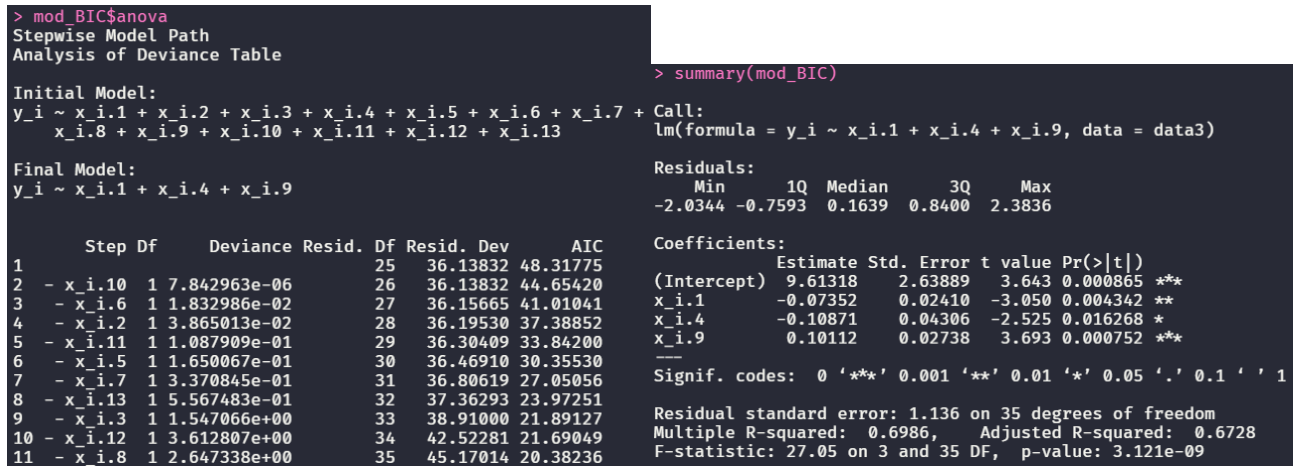 > mod_BIC$anova
Stepwise Model Path
Analysis of Deviance Table
Initial Model:
y_i ~ x_i.1 + x_i.2 + x_i.3 + x_i.4 + x_i.5 + x_i.6 + x_i.7 +
x_i.8 + x_i.9 + x_i.10 + x_i.11 + x_i.12 + x_i.13
Final Model:
y_i ~ x_i.1 + x_i.4 + x_i.9
Step Df Deviance Resid. Df Resid. Dev AIC
1 25 36.13832 48.31775
2 - x_i.10 1 7.842963e-06 26 36.13832 44.65420
3 - x_i.6 1 1.832986e-02 27 36.15665 41.01041
4 - x_i.2 1 3.865013e-02 28 36.19530 37.38852
5 - x_i.11 1 1.087909e-01 29 36.30409 33.84200
6 - x_i.5 1 1.650067e-01 30 36.46910 30.35530
7 - x_i.7 1 3.370845e-01 31 36.80619 27.05056
8 - x_i.13 1 5.567483e-01 32 37.36293 23.97251
9 - x_i.3 1 1.547066e+00 33 38.91000 21.89127
10 - x_i.12 1 3.612807e+00 34 42.52281 21.69049
11 - x_i.8 1 2.647338e+00 35 45.17014 20.38236
> summary(mod_BIC)
Call:
lm(formula = y_i ~ x_i.1 + x_i.4 + x_i.9, data = data3)
Residuals:
Min 1Q Median 3Q Max
-2.0344 -0.7593 0.1639 0.8400 2.3836
Coefficients:
Estimate Std. Error t value Pr(>|t|)
(Intercept) 9.61318 2.63889 3.643 0.000865 ***
x_i.1 -0.07352 0.02410 -3.050 0.004342 **
x_i.4 -0.10871 0.04306 -2.525 0.016268 *
x_i.9 0.10112 0.02738 3.693 0.000752 ***
---
Signif. codes: 0 ‘***’ 0.001 ‘**’ 0.01 ‘*’ 0.05 ‘.’ 0.1 ‘ ’ 1
Residual standard error: 1.136 on 35 degrees of freedom
Multiple R-squared: 0.6986, Adjusted R-squared: 0.6728
F-statistic: 27.05 on 3 and 35 DF, p-value: 3.121e-09